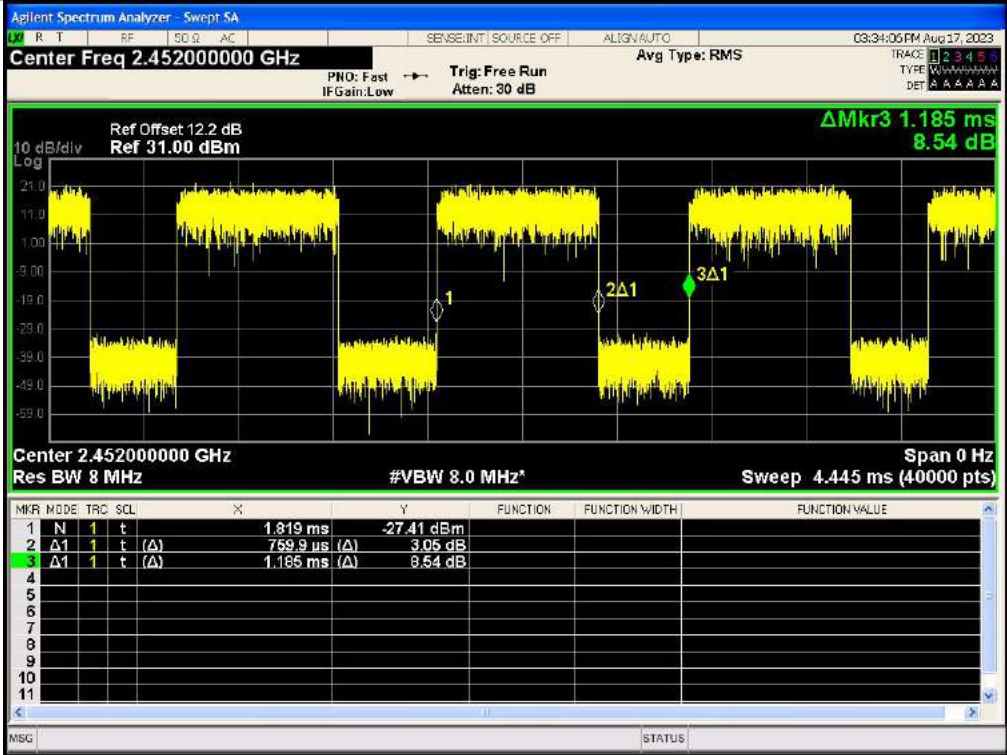 Agilent Spectrum Analyzer - Swept SA
LXI R T RF 50 Ω AC SENSE:INT SOURCE OFF ALIGN AUTO 03:34:05 PM Aug 17, 2023
Center Freq 2.452000000 GHz
Avg Type: RMS
TRACE 1 2 3 4 5 6
PNO: Fast Trig: Free Run
TYPE W
IFGain:Low Atten: 30 dB
DET A A A A A A
ΔMkr3 1.185 ms
8.54 dB
Ref Offset 12.2 dB
10 dB/div Ref 31.00 dBm
Log
21.0
11.0
1.00
-9.00
-19.0
-29.0
-39.0
-49.0
-59.0
1
2Δ1
3Δ1
Center 2.452000000 GHz Span 0 Hz
Res BW 8 MHz #VBW 8.0 MHz* Sweep 4.445 ms (40000 pts)
MKR MODE TRC SCL X Y FUNCTION FUNCTION WIDTH FUNCTION VALUE
1 N 1 t 1.819 ms -27.41 dBm
2 Δ1 1 t (Δ) 759.9 us (Δ) 3.05 dB
3 Δ1 1 t (Δ) 1.185 ms (Δ) 8.54 dB
4
5
6
7
8
9
10
11
MSG STATUS